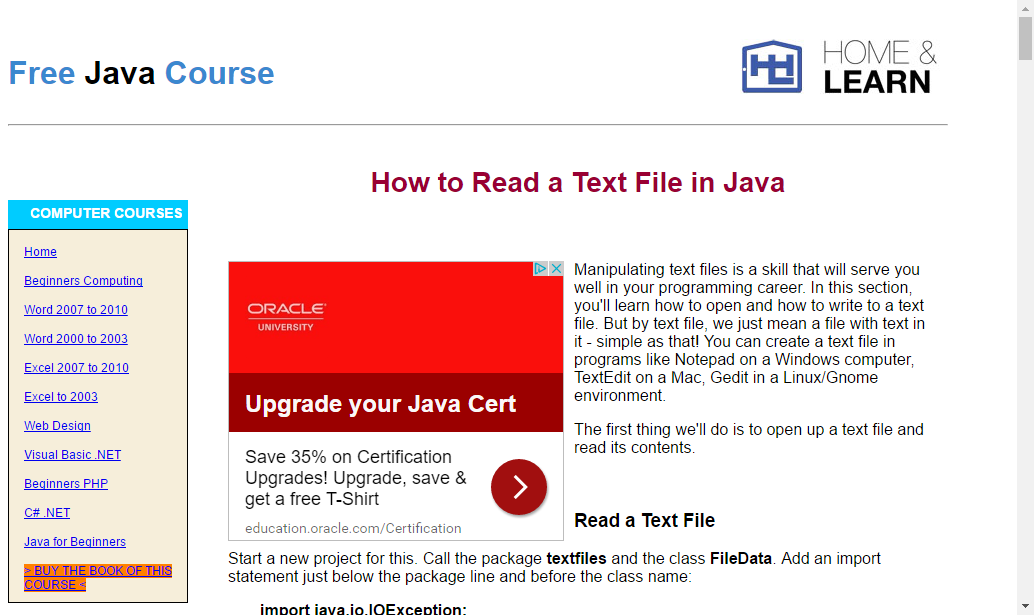 Free Java Course
HOME &
LEARN
How to Read a Text File in Java
COMPUTER COURSES
Home
Beginners Computing
Word 2007 to 2010
Word 2000 to 2003
Excel 2007 to 2010
Excel to 2003
Web Design
Visual Basic .NET
Beginners PHP
C# .NET
Java for Beginners
> BUY THE BOOK OF THIS
COURSE <
ORACLE
UNIVERSITY
Upgrade your Java Cert
Save 35% on Certification
Upgrades! Upgrade, save &
get a free T-Shirt
education.oracle.com/Certification
Manipulating text files is a skill that will serve you
well in your programming career. In this section,
you'll learn how to open and how to write to a text
file. But by text file, we just mean a file with text in
it - simple as that! You can create a text file in
programs like Notepad on a Windows computer,
TextEdit on a Mac, Gedit in a Linux/Gnome
environment.
The first thing we'll do is to open up a text file and
read its contents.
Read a Text File
Start a new project for this. Call the package textfiles and the class FileData. Add an import
statement just below the package line and before the class name:
import java.io.IOException;